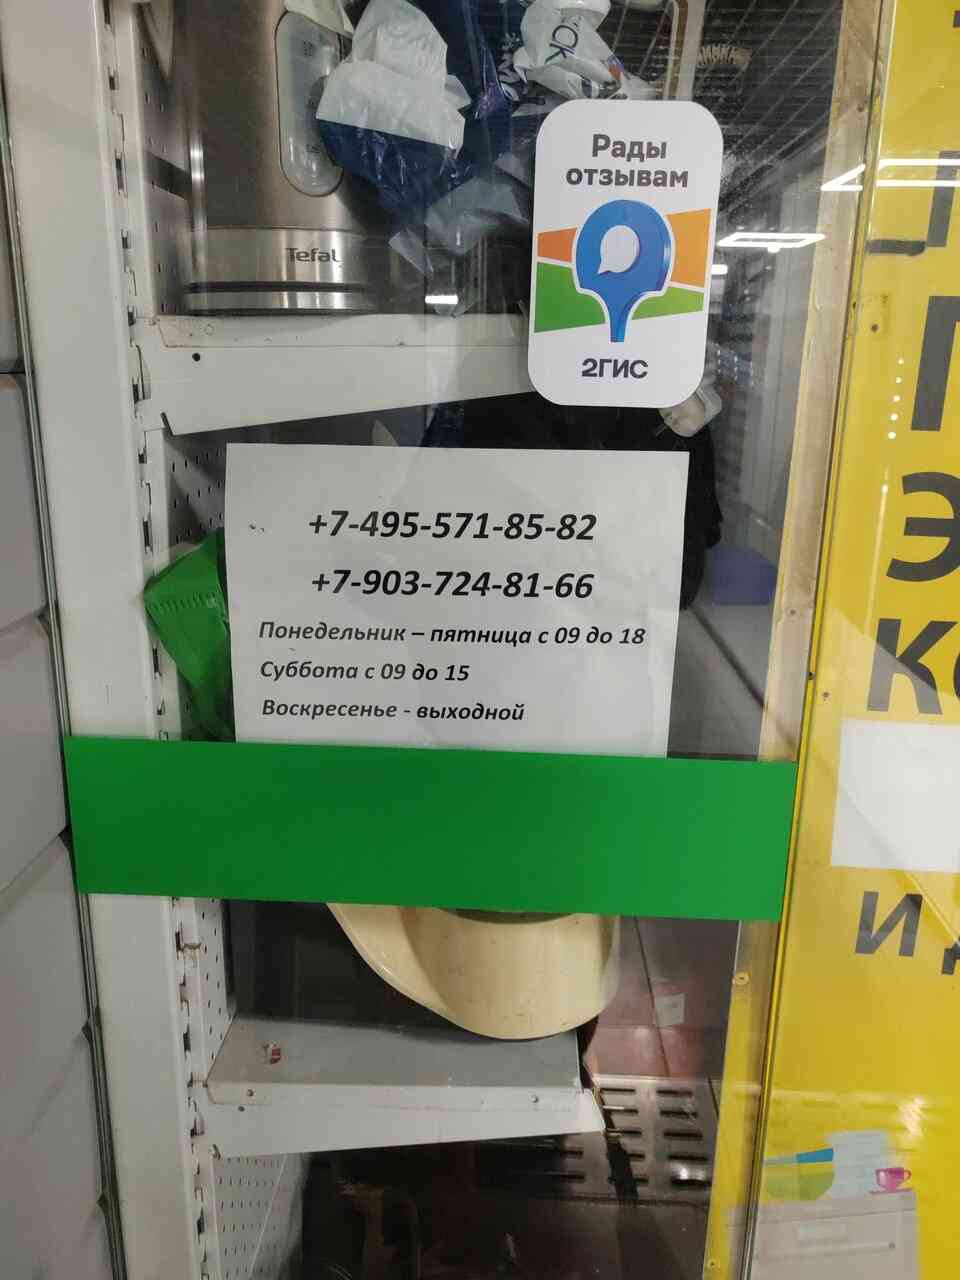 Tefal
Рады
отзывам
2ГИС
+7-495-571-85-82
+7-903-724-81-66
Понедельник – пятница с 09 до 18
Суббота с 09 до 15
Воскресенье - выходной